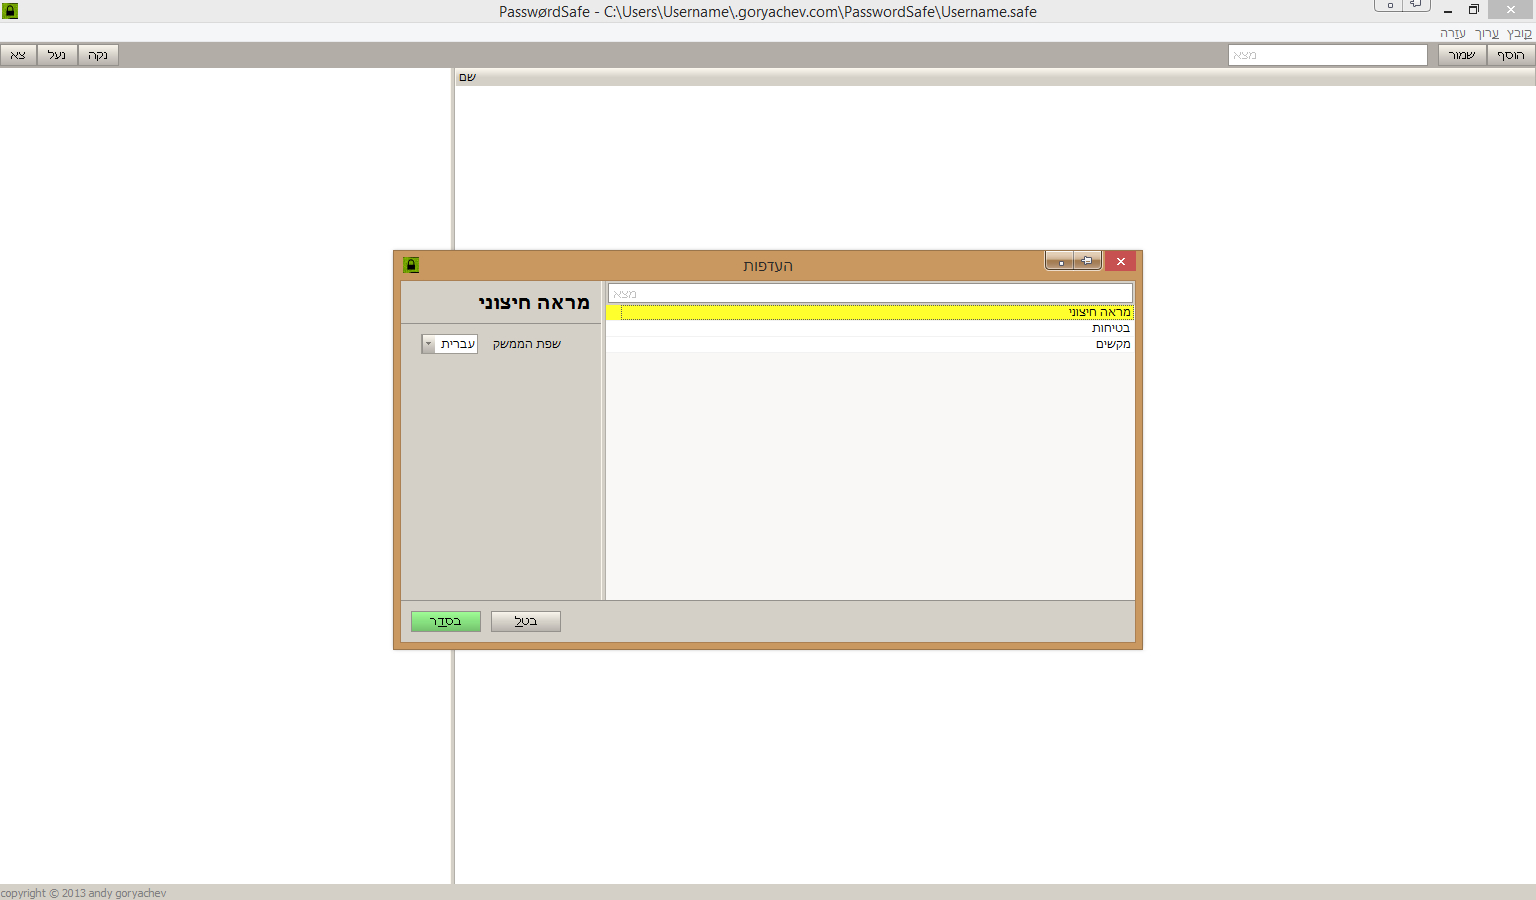 PasswørdSafe - C:\Users\Username\.goryachev.com\PasswordSafe\Username.safe
קובץ ערוך עזרה
הוסף שמור מצא נקה נעל צא
שם
העדפות
מצא
מראה חיצוני
בטיחות
מקשים
מראה חיצוני
שפת הממשק עברית
בטל בסדר
copyright © 2013 andy goryachev